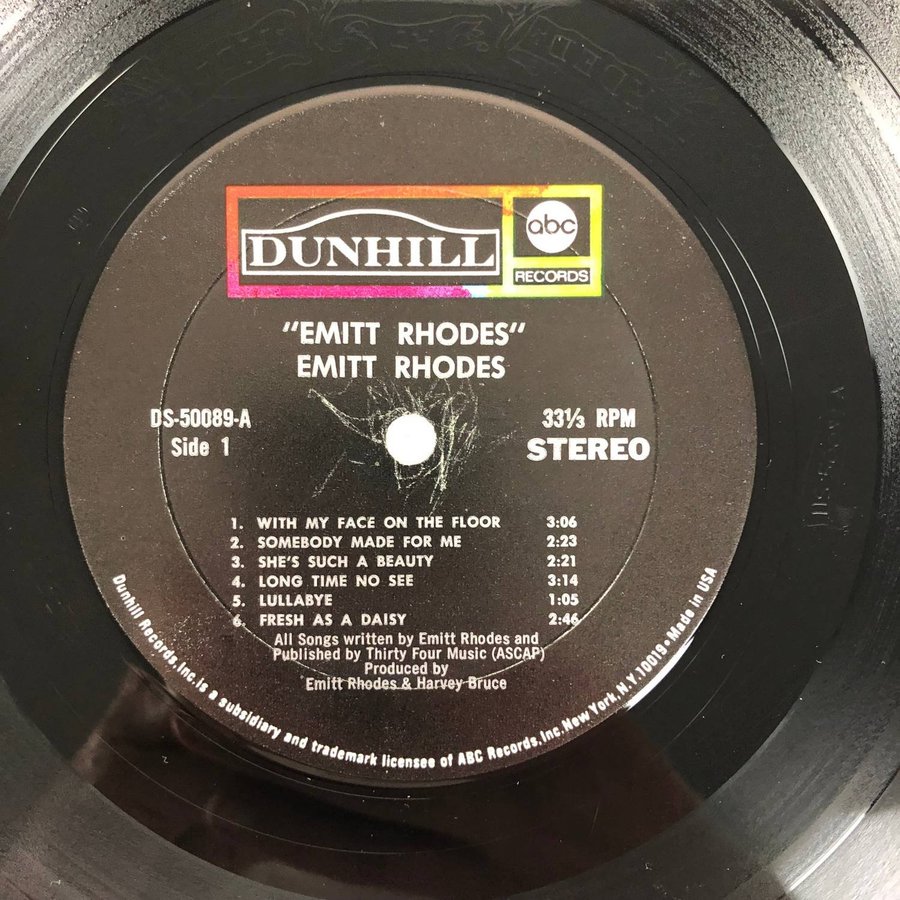 DUNHILL
abc
RECORDS
"EMITT RHODES"
EMITT RHODES
DS-50089-A
Side 1
33⅓ RPM
STEREO
1. WITH MY FACE ON THE FLOOR 3:06
2. SOMEBODY MADE FOR ME 2:23
3. SHE'S SUCH A BEAUTY 2:21
4. LONG TIME NO SEE 3:14
5. LULLABYE 1:05
6. FRESH AS A DAISY 2:46
All Songs written by Emitt Rhodes and
Published by Thirty Four Music (ASCAP)
Produced by
Emitt Rhodes & Harvey Bruce
Dunhill Records, Inc. is a subsidiary and trademark licensee of ABC Records, Inc. New York, N.Y. 10019 • Made in USA